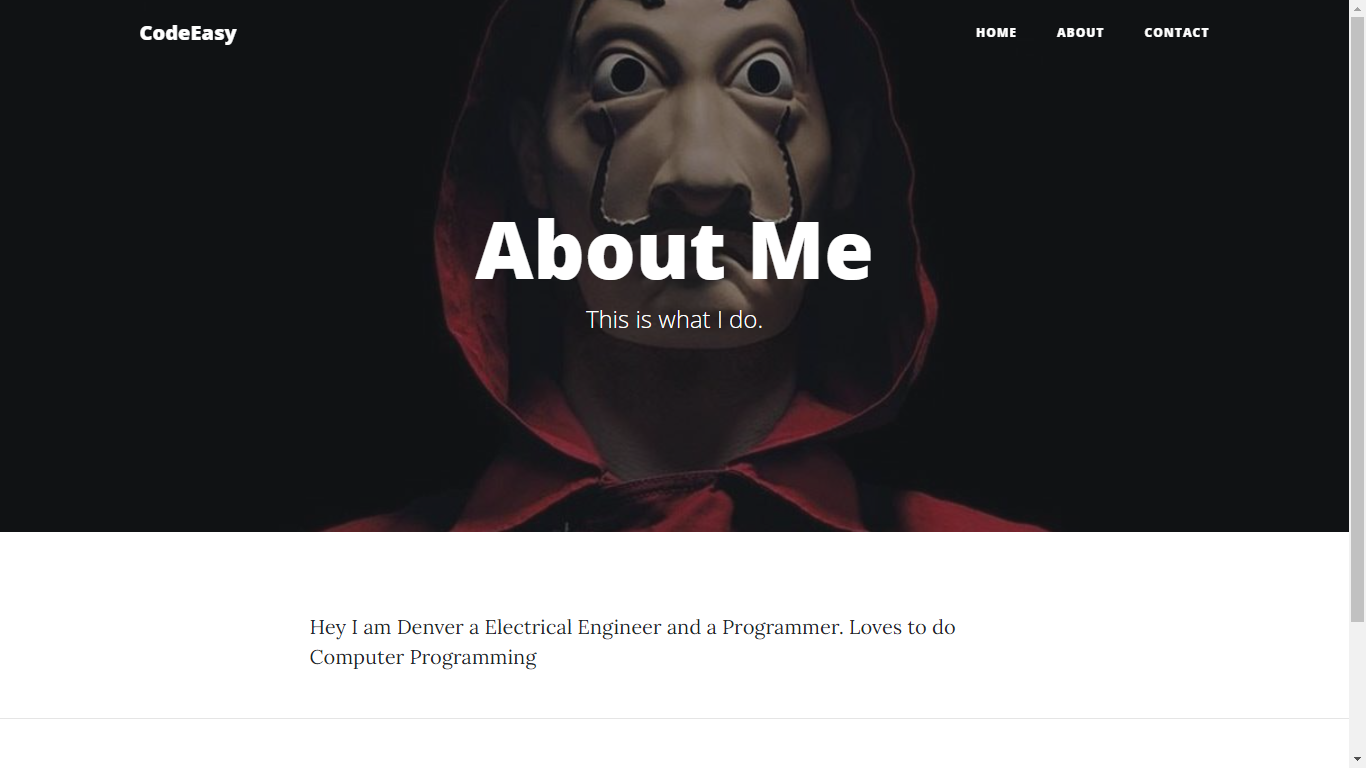 CodeEasy
HOME ABOUT CONTACT
About Me
This is what I do.
Hey I am Denver a Electrical Engineer and a Programmer. Loves to do
Computer Programming